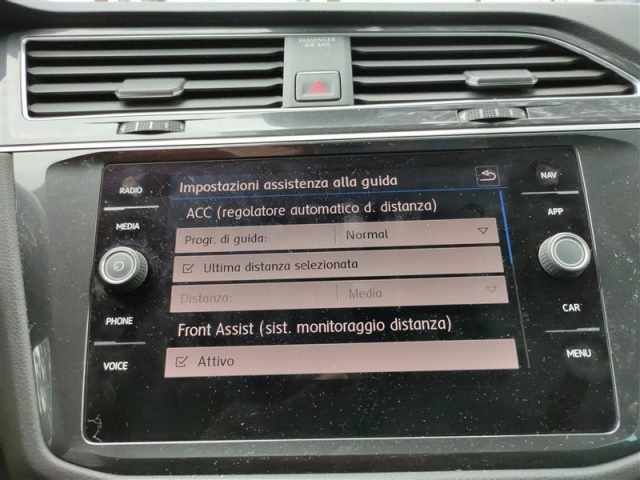 PASSENGER
AIR BAG
RADIO
MEDIA
PHONE
VOICE
Impostazioni assistenza alla guida
ACC (regolatore automatico d. distanza)
Progr. di guida: Normal
Ultima distanza selezionata
Distanza: Media
Front Assist (sist. monitoraggio distanza)
Attivo
NAV
APP
CAR
MENU